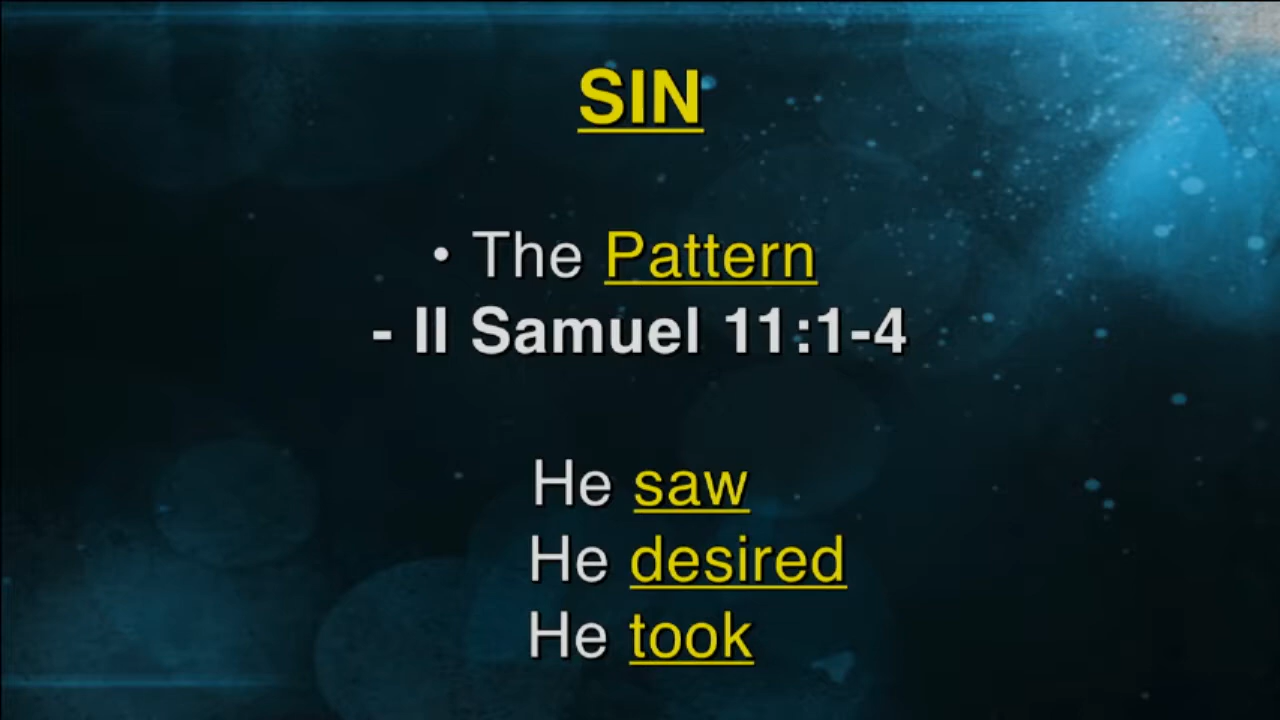 SIN
• The Pattern
- II Samuel 11:1-4
He saw
He desired
He took